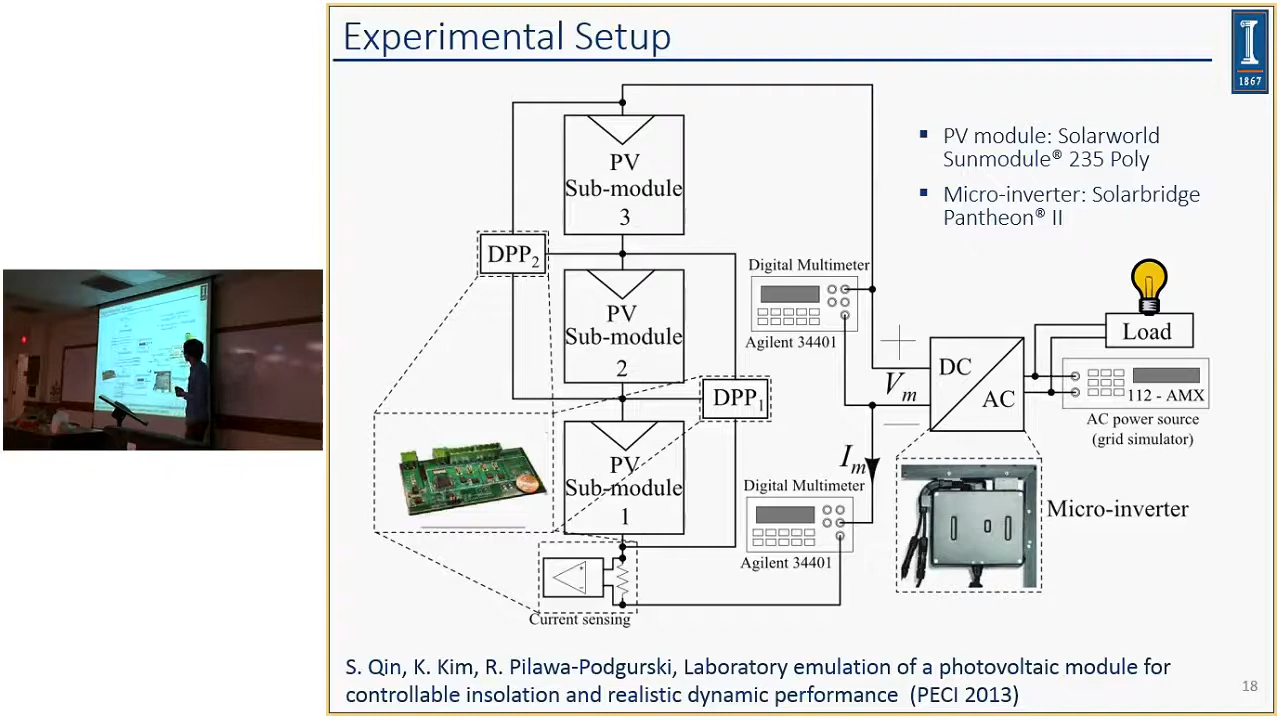 Experimental Setup
1867
PV
Sub-module
3
PV module: Solarworld
Sunmodule® 235 Poly
Micro-inverter: Solarbridge
Pantheon® II
DPP2
PV
Sub-module
2
Digital Multimeter
Agilent 34401
Load
DC
AC
Vm
112 - AMX
AC power source
(grid simulator)
DPP1
PV
Sub-module
1
Im
Digital Multimeter
Agilent 34401
Micro-inverter
Current sensing
S. Qin, K. Kim, R. Pilawa-Podgurski, Laboratory emulation of a photovoltaic module for
controllable insolation and realistic dynamic performance (PECI 2013)
18